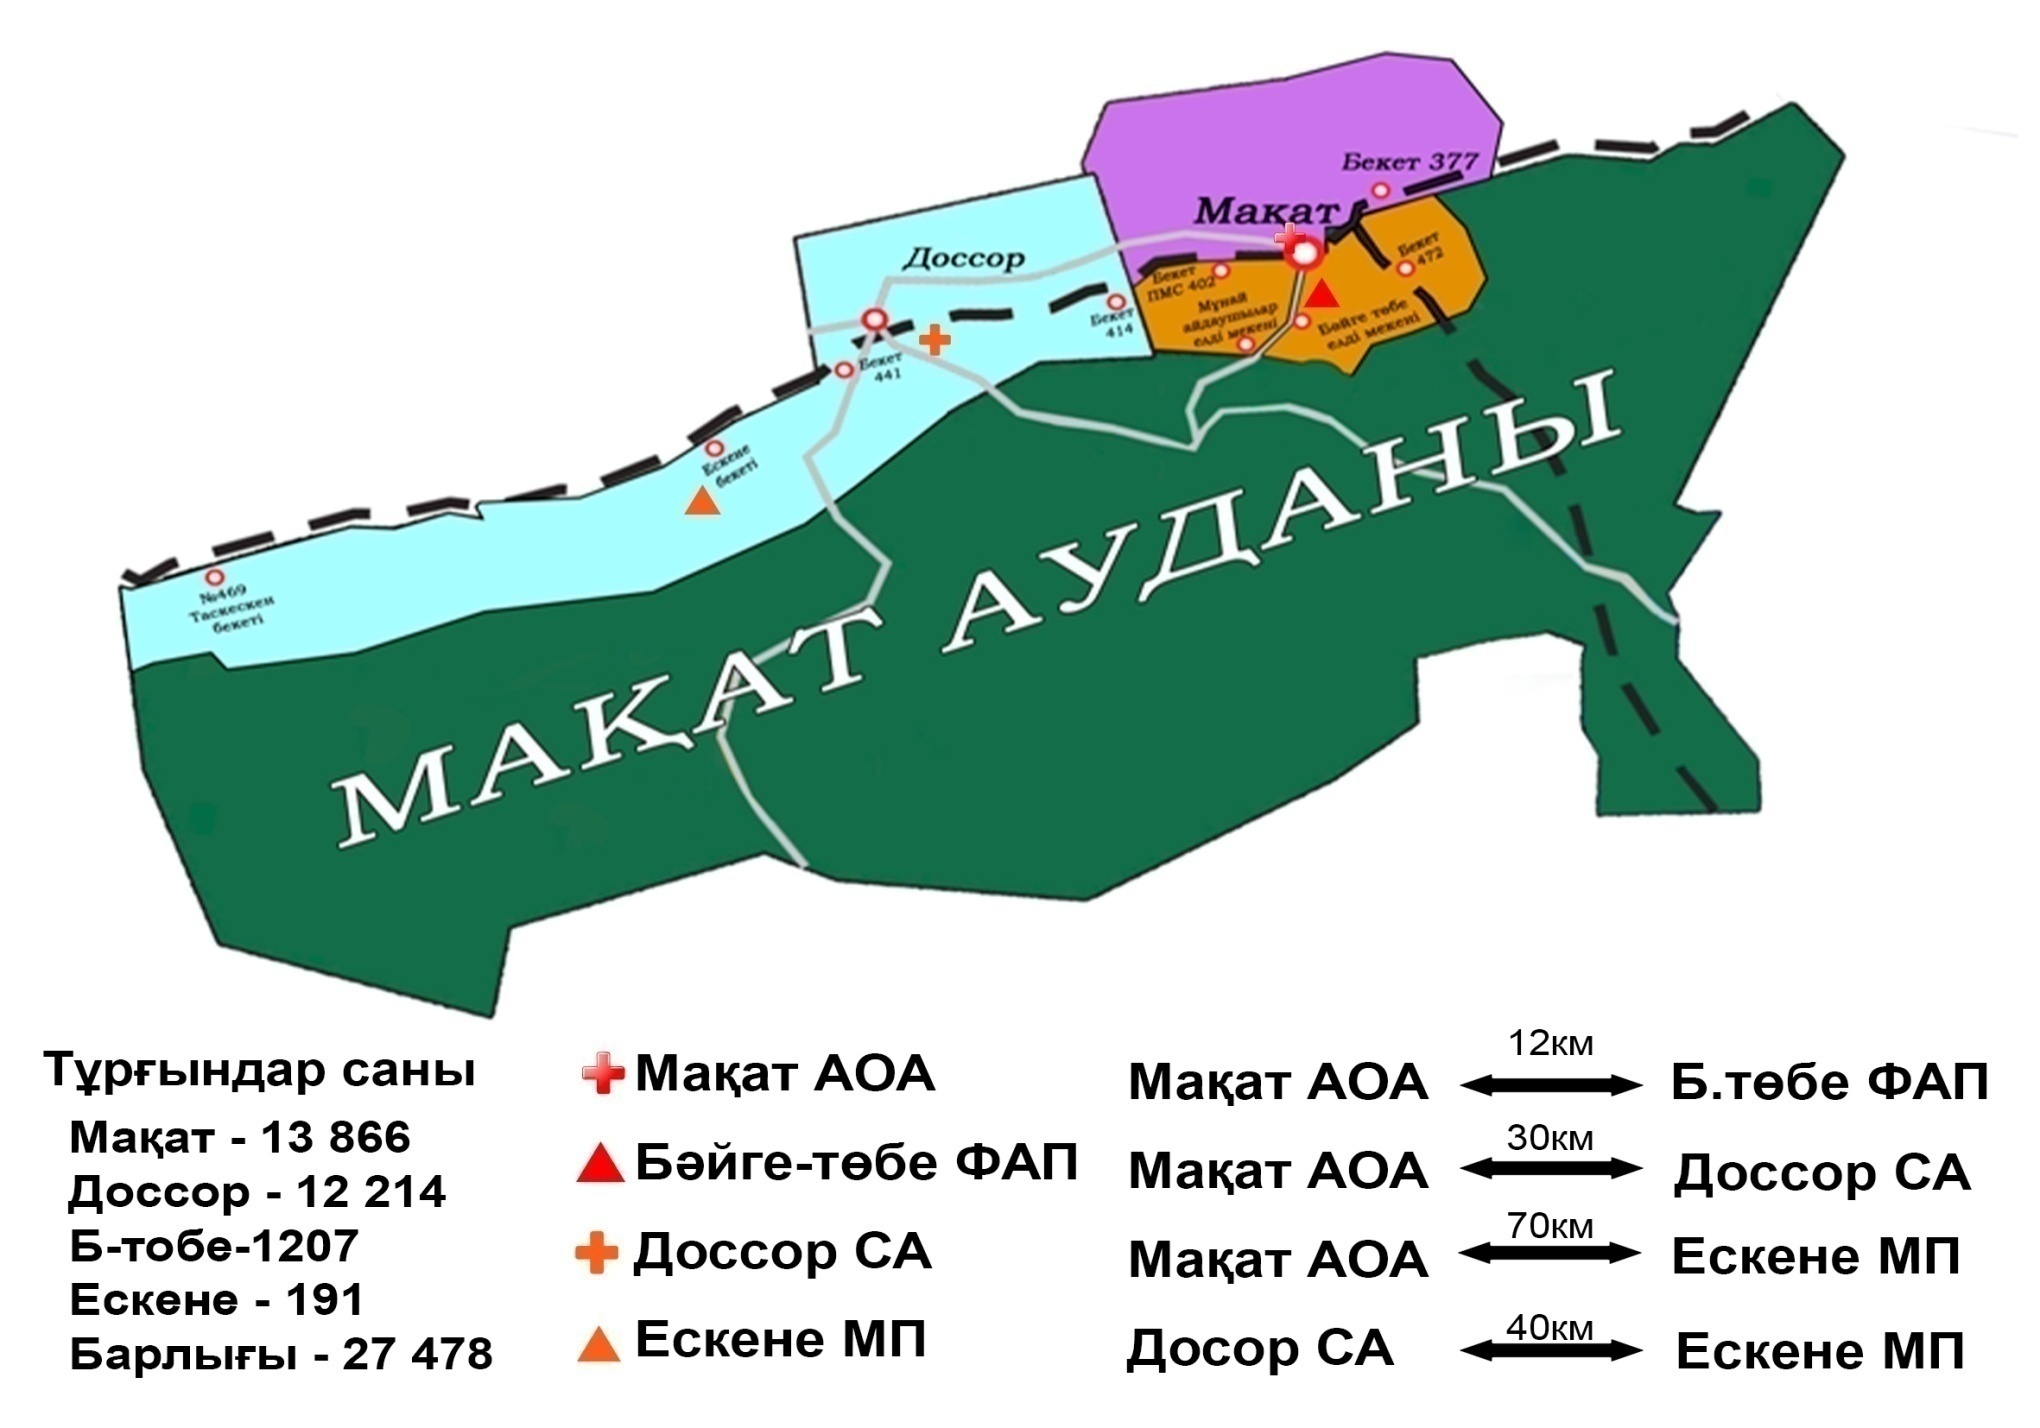 Бекет 377
Мақат
Доссор
Бекет
472
Бекет
ПМС 402
Мұнай
айдаушылар
елді мекені
Бәйге төбе
елді мекені
Бекет
414
Бекет
441
Ескене
бекеті
№469
Таскескен
бекеті
МАҚАТ АУДАНЫ
Тұрғындар саны
Мақат - 13 866
Доссор - 12 214
Б-тобе-1207
Ескене - 191
Барлығы - 27 478
Мақат АОА
Бәйге-төбе ФАП
Доссор СА
Ескене МП
Мақат АОА 12км Б.төбе ФАП
Мақат АОА 30км Доссор СА
Мақат АОА 70км Ескене МП
Досор СА 40км Ескене МП